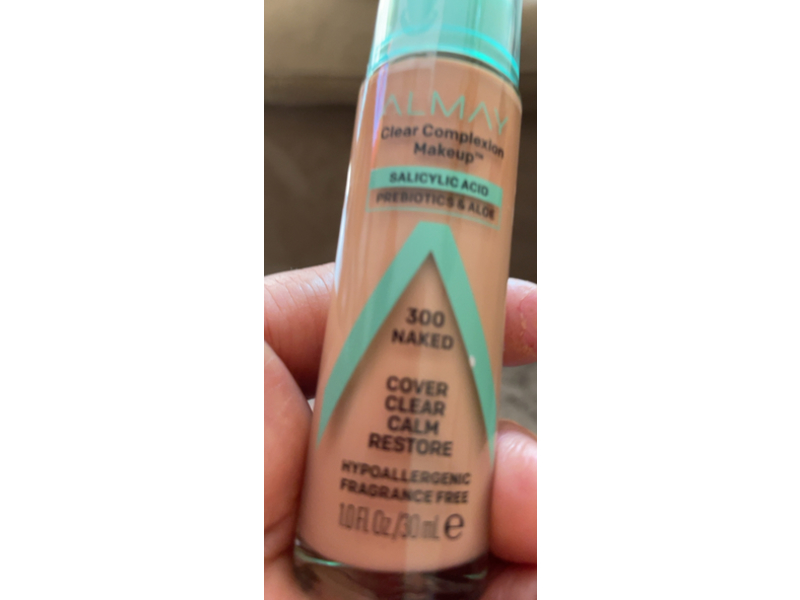 ALMAY
Clear Complexion
Makeup™
SALICYLIC ACID
PREBIOTICS & ALOE
300
NAKED
COVER
CLEAR
CALM
RESTORE
HYPOALLERGENIC
FRAGRANCE FREE
1.0 FL Oz./30 mL ℮